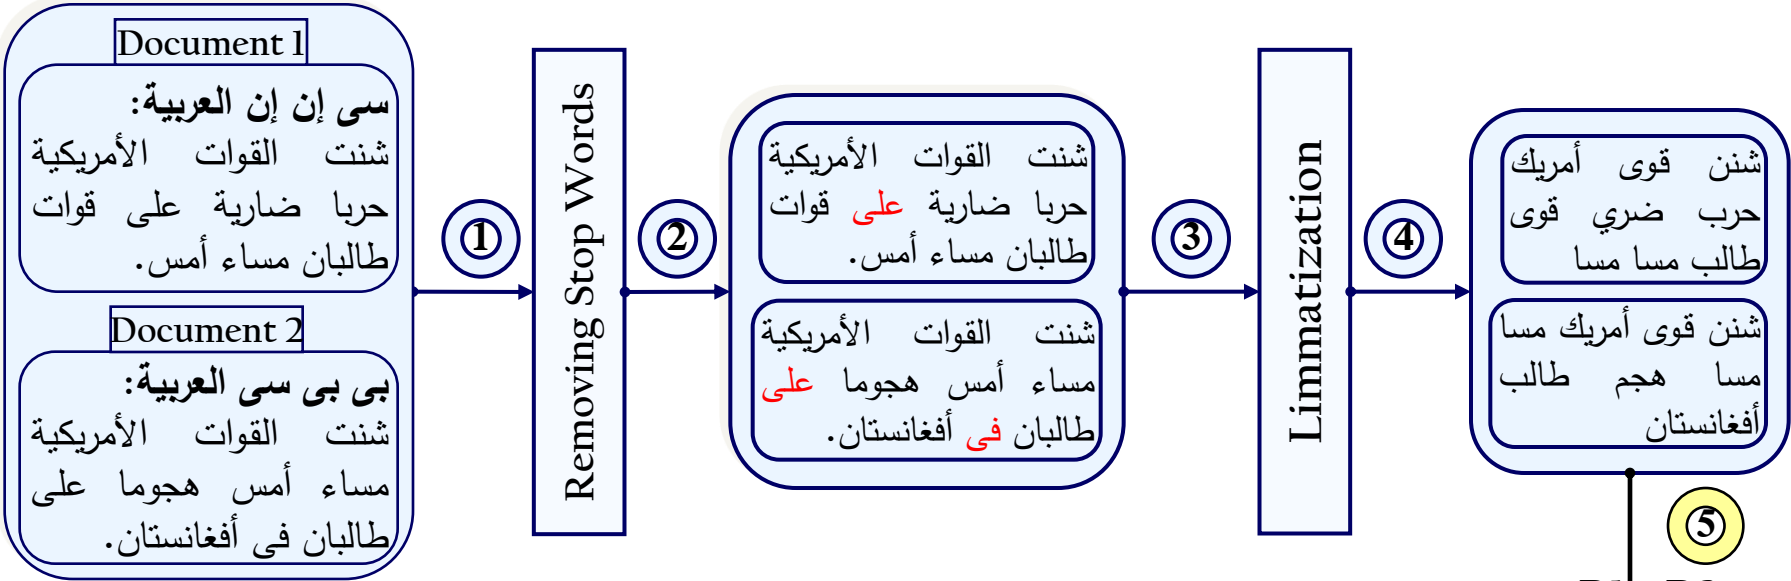 Document 1
سى إن إن العربية:
شنت القوات الأمريكية
حربا ضارية على قوات
طالبان مساء أمس.
Document 2
بى بى سى العربية:
شنت القوات الأمريكية
مساء أمس هجوما على
طالبان فى أفغانستان.
1
Removing Stop Words
2
شنت القوات الأمريكية
حربا ضارية على قوات
طالبان مساء أمس.
شنت القوات الأمريكية
مساء أمس هجوما على
طالبان فى أفغانستان.
3
Limmatization
4
شنن قوى أمريك
حرب ضري قوى
طالب مسا مسا
شنن قوى أمريك مسا
مسا هجم طالب
أفغانستان
5